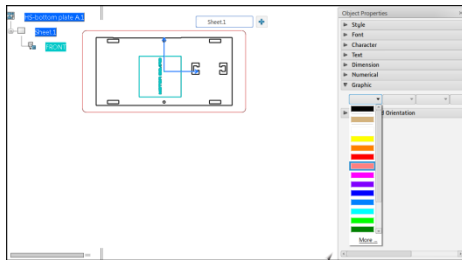 HS-bottom plate A.1
Sheet.1
FRONT
Sheet.1
Object Properties
Style
Font
Character
Text
Dimension
Numerical
Graphic
Orientation
More...